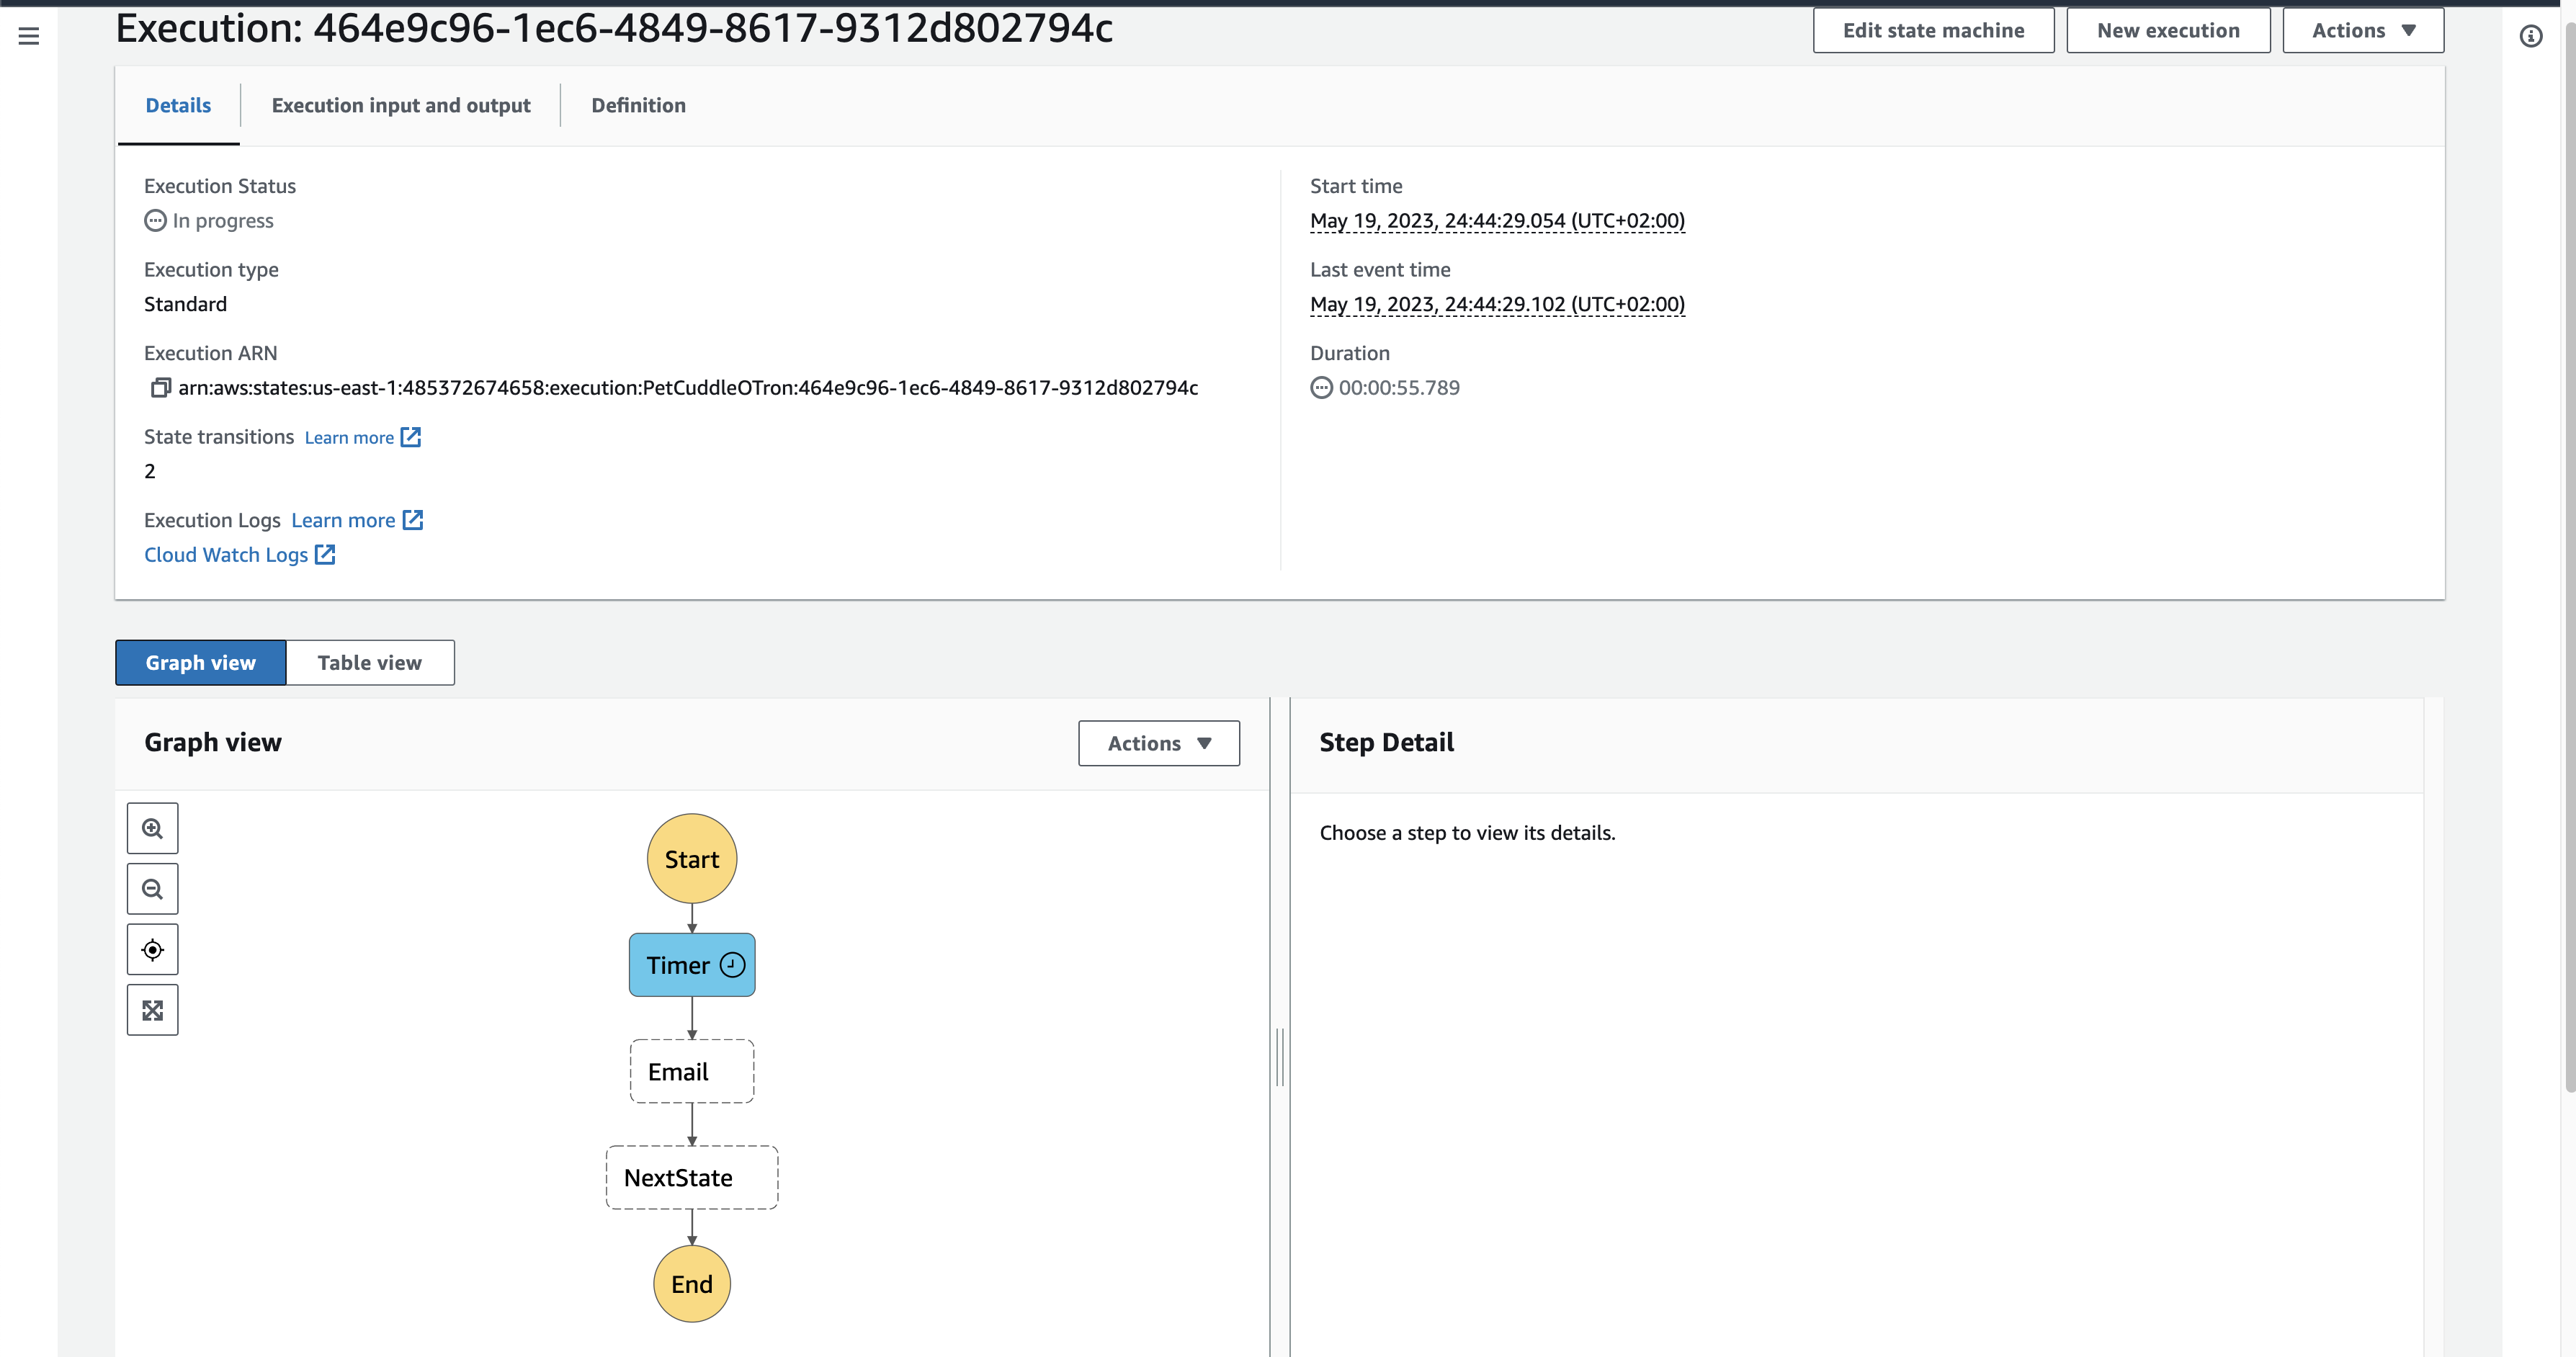 Execution: 464e9c96-1ec6-4849-8617-9312d802794c
Edit state machine
New execution
Actions
Details
Execution input and output
Definition
Execution Status
In progress
Execution type
Standard
Execution ARN
arn:aws:states:us-east-1:485372674658:execution:PetCuddleOTron:464e9c96-1ec6-4849-8617-9312d802794c
State transitions Learn more
2
Execution Logs Learn more
Cloud Watch Logs
Start time
May 19, 2023, 24:44:29.054 (UTC+02:00)
Last event time
May 19, 2023, 24:44:29.102 (UTC+02:00)
Duration
00:00:55.789
Graph view
Table view
Graph view
Actions
Start
Timer
Email
NextState
End
Step Detail
Choose a step to view its details.